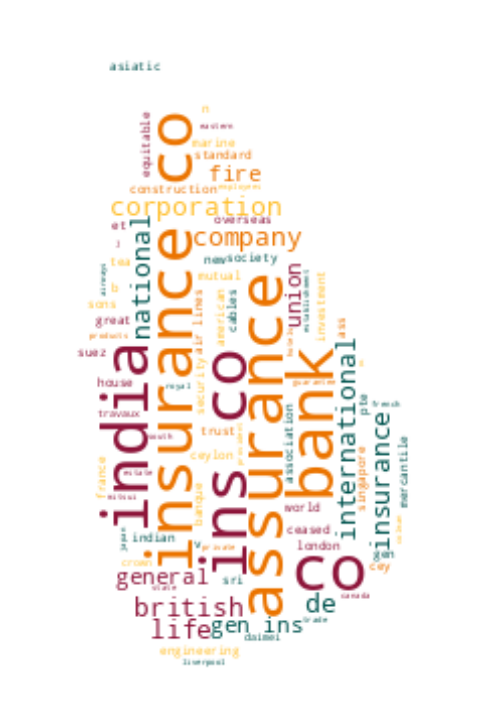 asiatic
n
eastern
equitable
co
marine
standard
fire
construction
employees
corporation
et
overseas
national
company
j
insurance
tea
new
society
airways
mutual
union
b
sons
air lines
american
cables
establishment
investment
great
products
ass
suez
india
ins co
assurance
bank
international
house
royal
security
pte
french
travaux
trust
association
insurance
south
ceylon
mercantile
estate
singapore
france
mitsui
banque
world
japan
indian
v
private
ceased
london
gen
crown
general
state
sri
co
cey
canada
british
de
life
gen ins
trade
daimei
engineering
liverpool